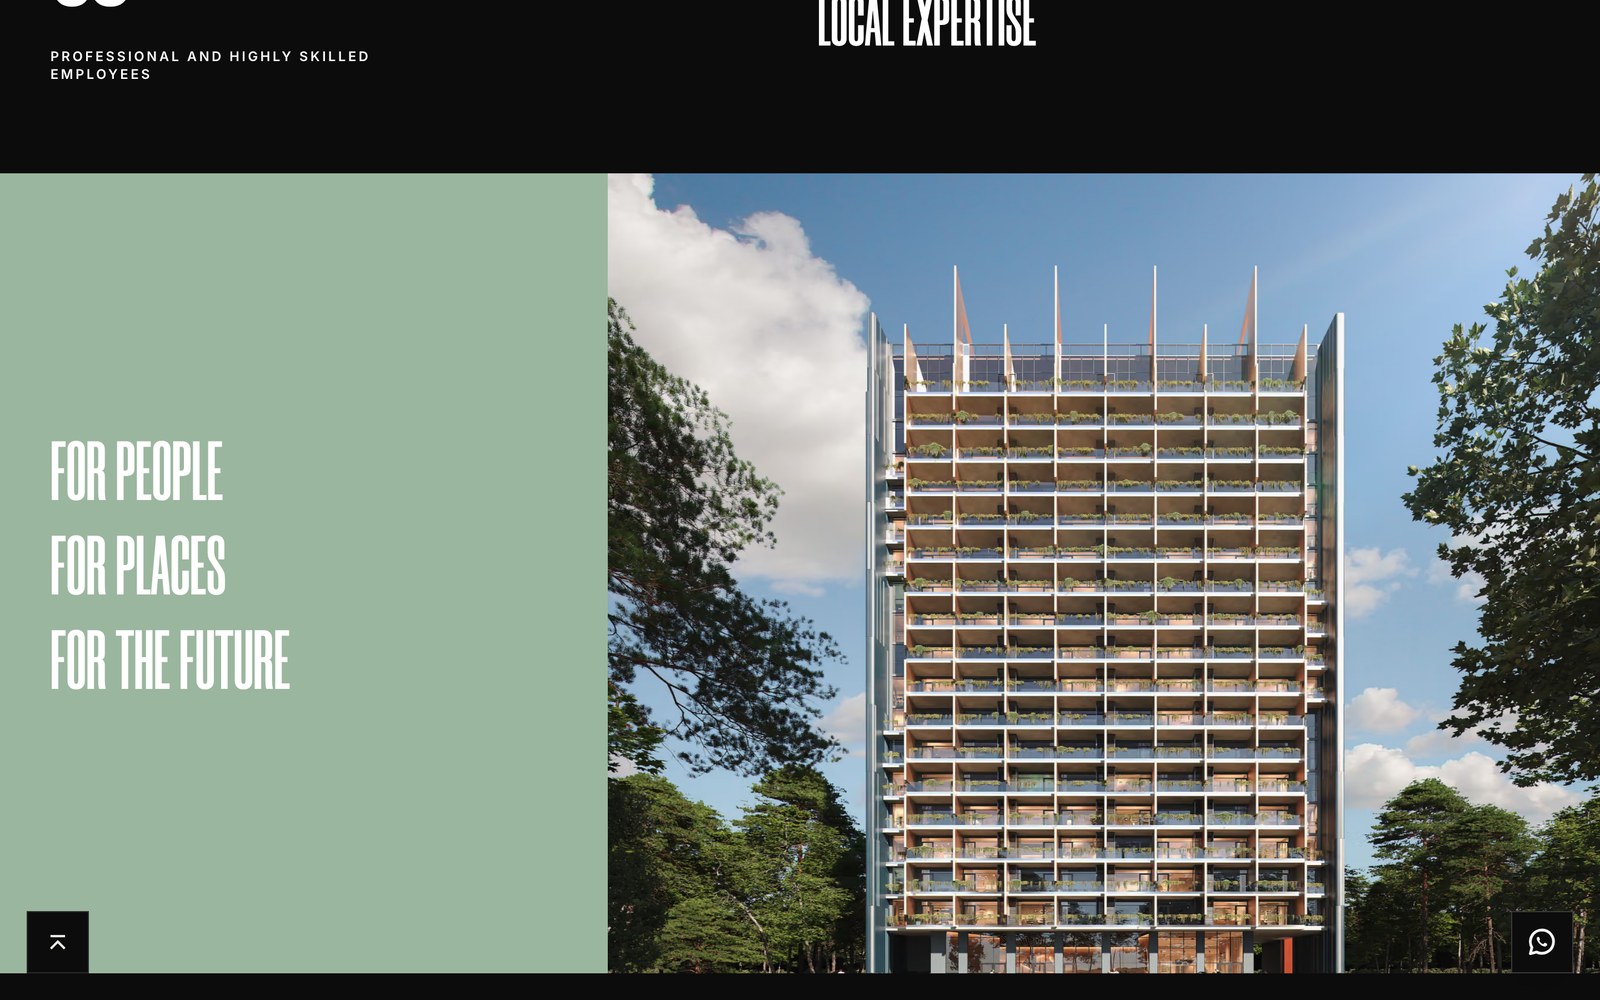 LOCAL EXPERTISE
PROFESSIONAL AND HIGHLY SKILLED
EMPLOYEES
FOR PEOPLE
FOR PLACES
FOR THE FUTURE